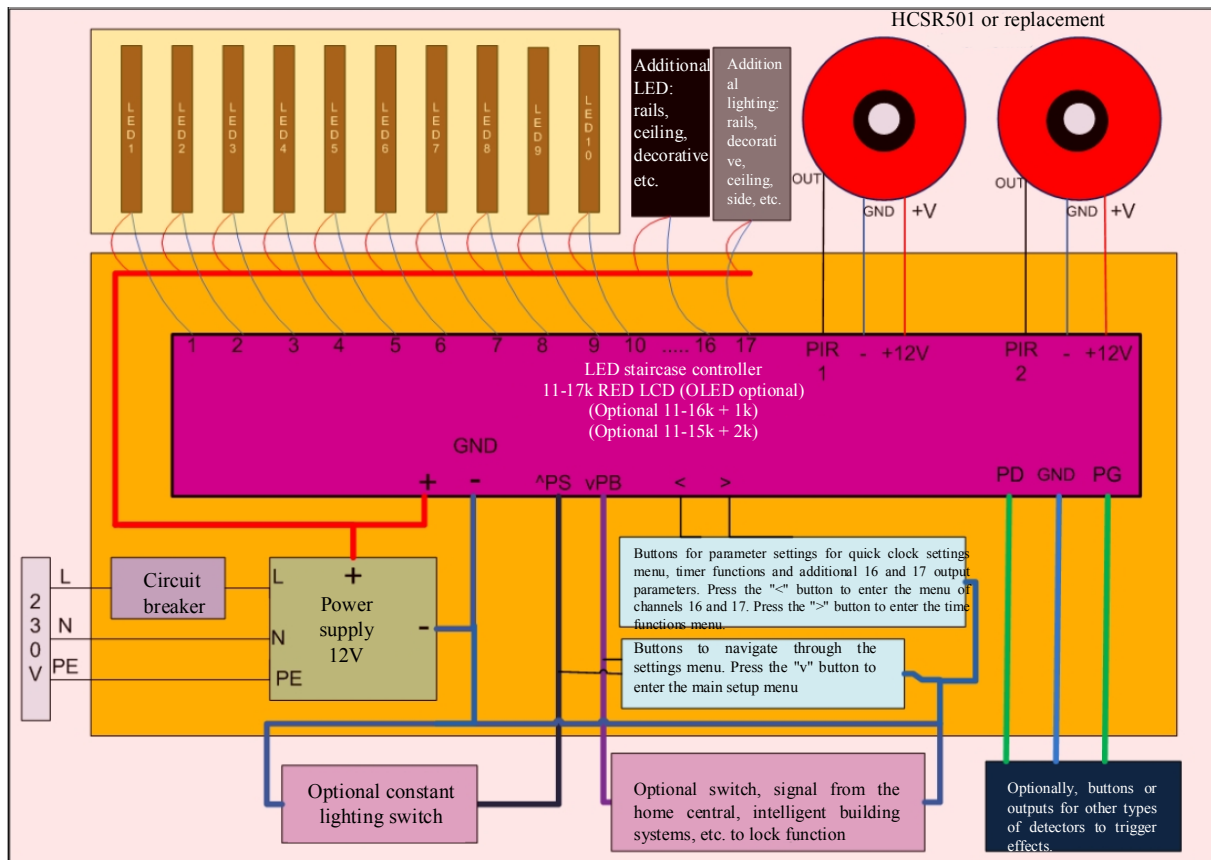 HCSR501 or replacement
LED1
LED2
LED3
LED4
LED5
LED6
LED7
LED8
LED9
LED10
Additional
LED:
rails,
ceiling,
decorative
etc.
Addition
al
lighting:
rails,
decorati
ve,
ceiling,
side, etc.
OUT
GND
+V
OUT
GND
+V
1 2 3 4 5 6 7 8 9 10 ..... 16 17
PIR
1
- +12V
PIR
2
- +12V
LED staircase controller
11-17k RED LCD (OLED optional)
(Optional 11-16k + 1k)
(Optional 11-15k + 2k)
GND
+ - ^PS vPB < > PD GND PG
Buttons for parameter settings for quick clock settings
menu, timer functions and additional 16 and 17 output
parameters. Press the "<" button to enter the menu of
channels 16 and 17. Press the ">" button to enter the time
functions menu.
Buttons to navigate through the
settings menu. Press the "v" button to
enter the main setup menu
230V
L
N
PE
Circuit
breaker
L
N
PE
+
-
Power
supply
12V
Optional constant
lighting switch
Optional switch, signal from the
home central, intelligent building
systems, etc. to lock function
Optionally, buttons or
outputs for other types
of detectors to trigger
effects.